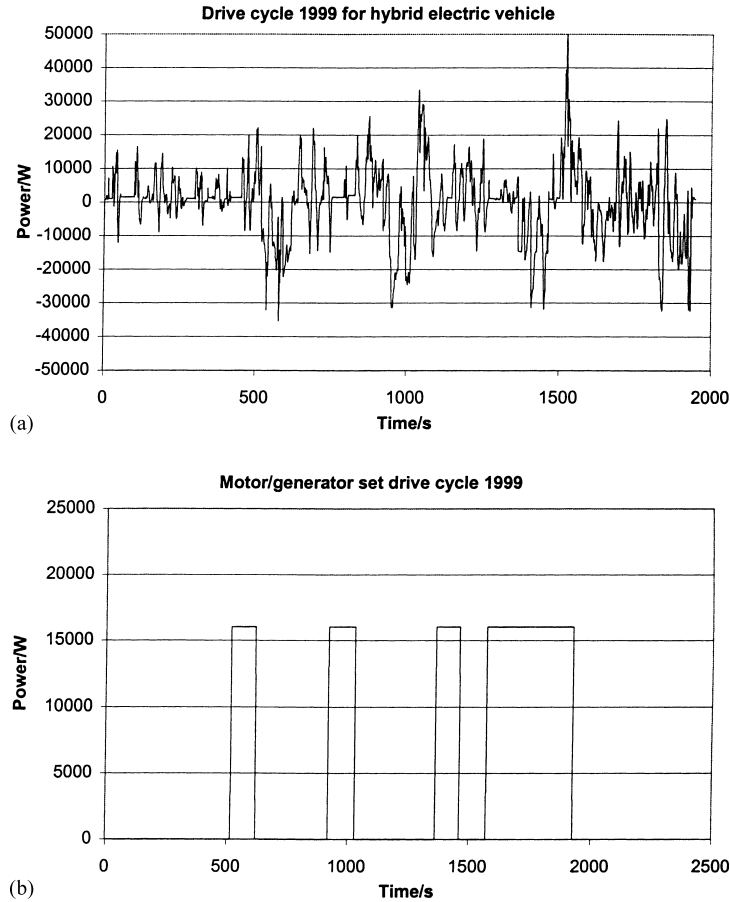 Drive cycle 1999 for hybrid electric vehicle
50000
40000
30000
20000
10000
0
-10000
-20000
-30000
-40000
-50000
Power/W
0 500 1000 1500 2000
Time/s
(a)
Motor/generator set drive cycle 1999
25000
20000
15000
10000
5000
0
Power/W
0 500 1000 1500 2000 2500
Time/s
(b)